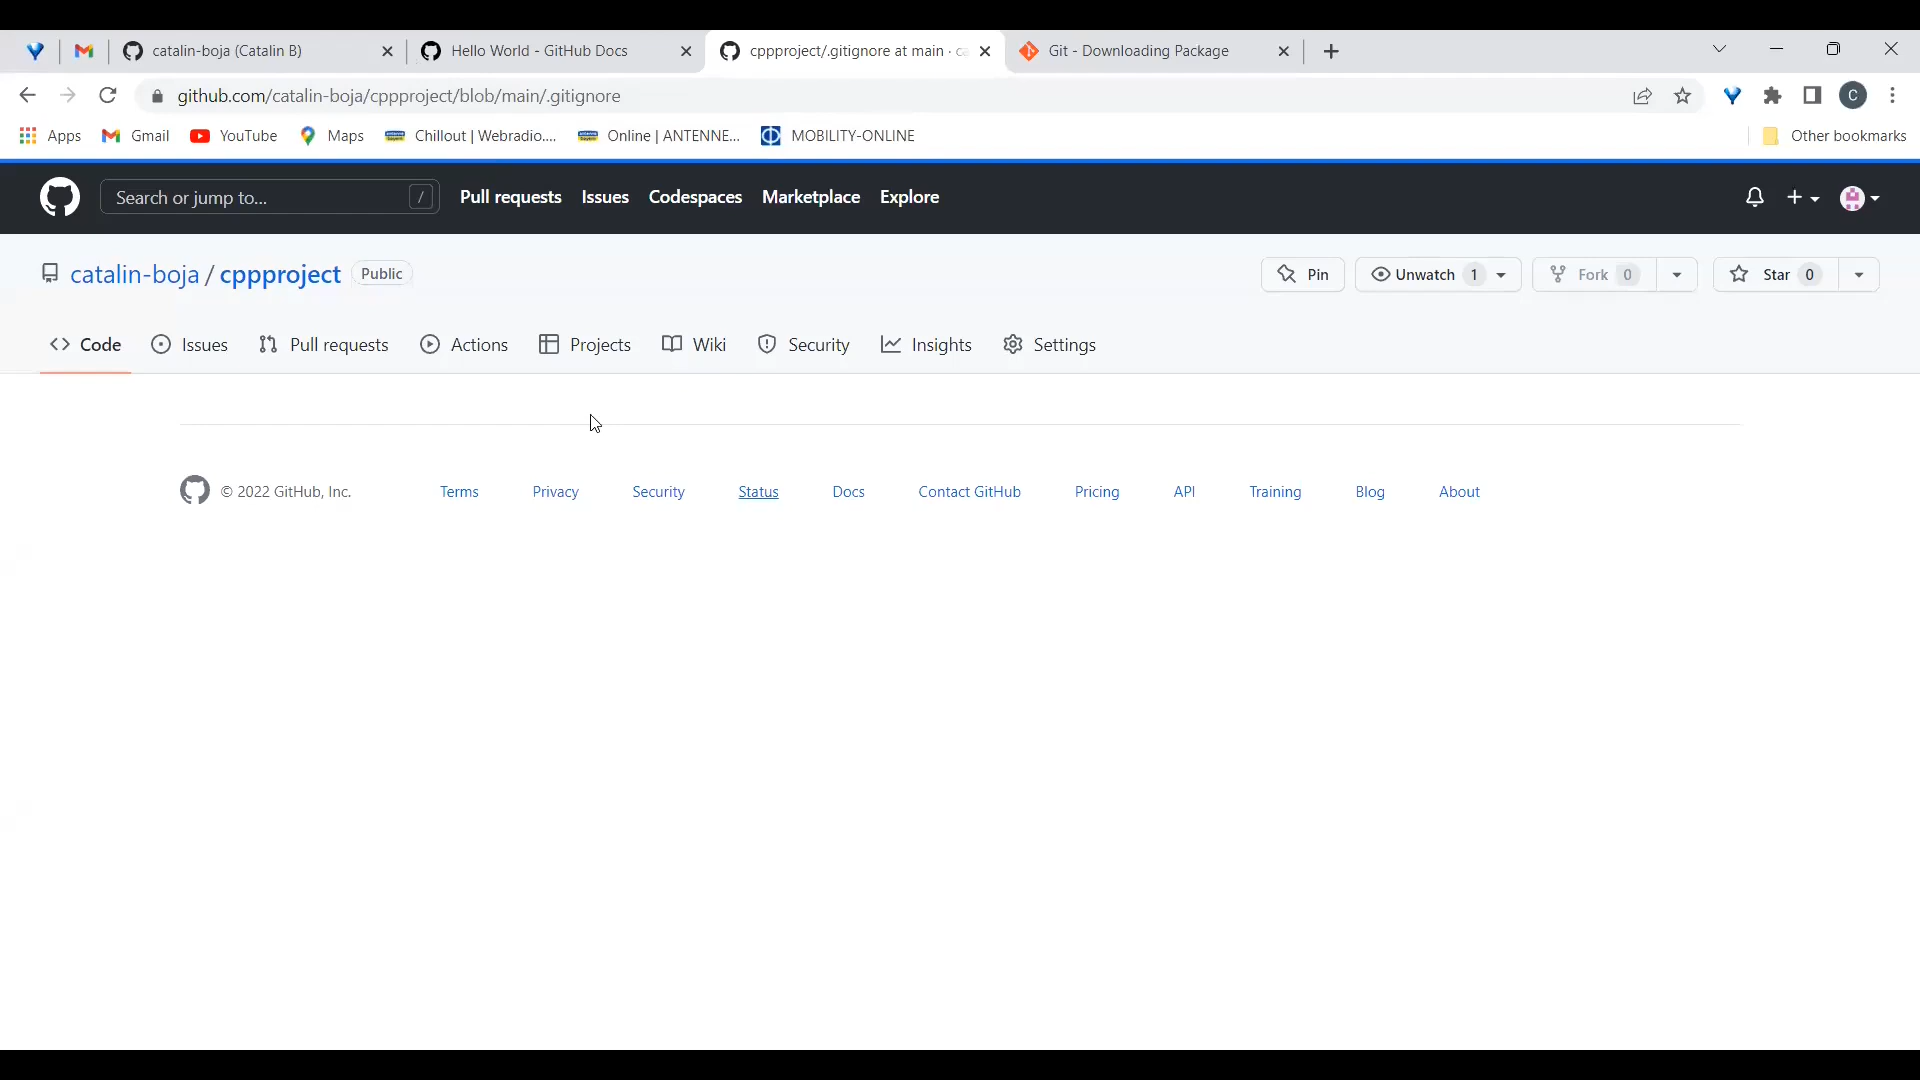 catalin-boja (Catalin B)
Hello World - GitHub Docs
cppproject/.gitignore at main · ca
Git - Downloading Package
github.com/catalin-boja/cppproject/blob/main/.gitignore
C
Apps
Gmail
YouTube
Maps
Chillout | Webradio....
Online | ANTENNE...
MOBILITY-ONLINE
Other bookmarks
Search or jump to...
/
Pull requests
Issues
Codespaces
Marketplace
Explore
catalin-boja / cppproject
Public
Pin
Unwatch 1
Fork 0
Star 0
Code
Issues
Pull requests
Actions
Projects
Wiki
Security
Insights
Settings
© 2022 GitHub, Inc.
Terms
Privacy
Security
Status
Docs
Contact GitHub
Pricing
API
Training
Blog
About